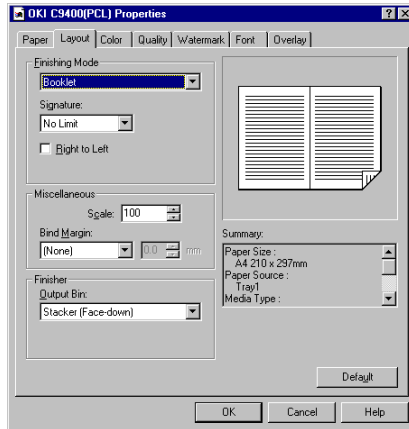 OKI C9400(PCL) Properties
Paper Layout Color Quality Watermark Font Overlay
Finishing Mode
Booklet
Signature:
No Limit
Right to Left
Miscellaneous
Scale: 100
Bind Margin:
(None) 0.0 mm
Finisher
Output Bin:
Stacker (Face-down)
Summary:
Paper Size :
A4 210 x 297mm
Paper Source :
Tray1
Media Type :
Default
OK Cancel Help